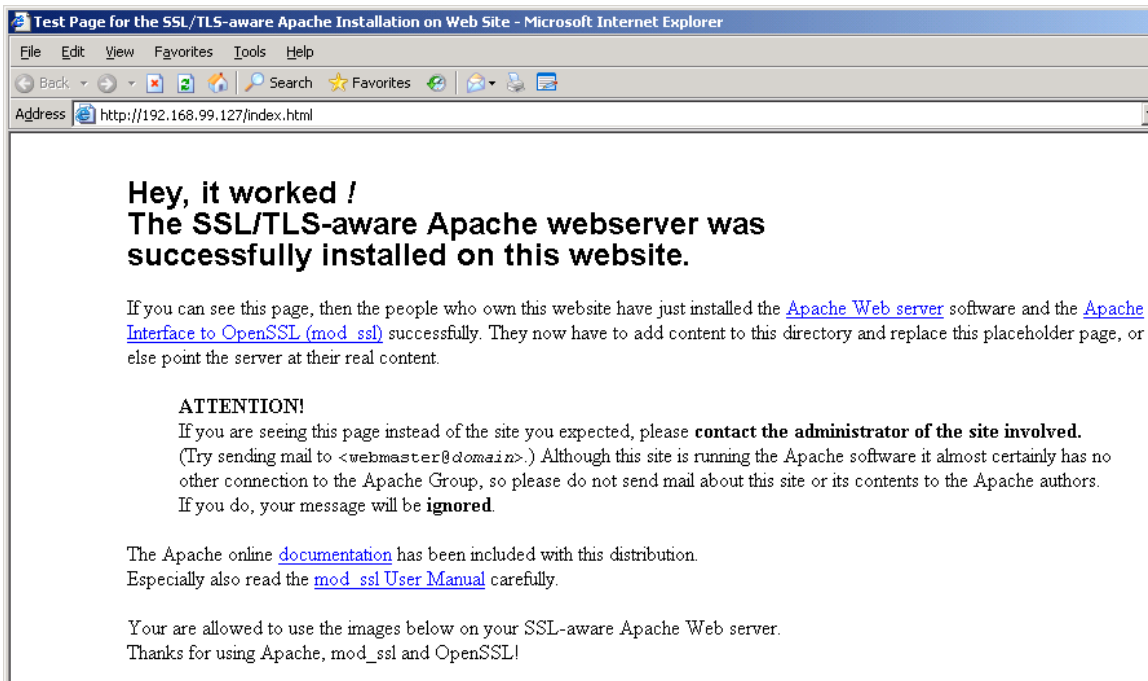 Test Page for the SSL/TLS-aware Apache Installation on Web Site - Microsoft Internet Explorer
File Edit View Favorites Tools Help
Back Search Favorites
Address http://192.168.99.127/index.html
Hey, it worked !
The SSL/TLS-aware Apache webserver was
successfully installed on this website.
If you can see this page, then the people who own this website have just installed the Apache Web server software and the Apache
Interface to OpenSSL (mod_ssl) successfully. They now have to add content to this directory and replace this placeholder page, or
else point the server at their real content.
ATTENTION!
If you are seeing this page instead of the site you expected, please contact the administrator of the site involved.
(Try sending mail to <webmaster@domain>.) Although this site is running the Apache software it almost certainly has no
other connection to the Apache Group, so please do not send mail about this site or its contents to the Apache authors.
If you do, your message will be ignored.
The Apache online documentation has been included with this distribution.
Especially also read the mod_ssl User Manual carefully.
Your are allowed to use the images below on your SSL-aware Apache Web server.
Thanks for using Apache, mod_ssl and OpenSSL!